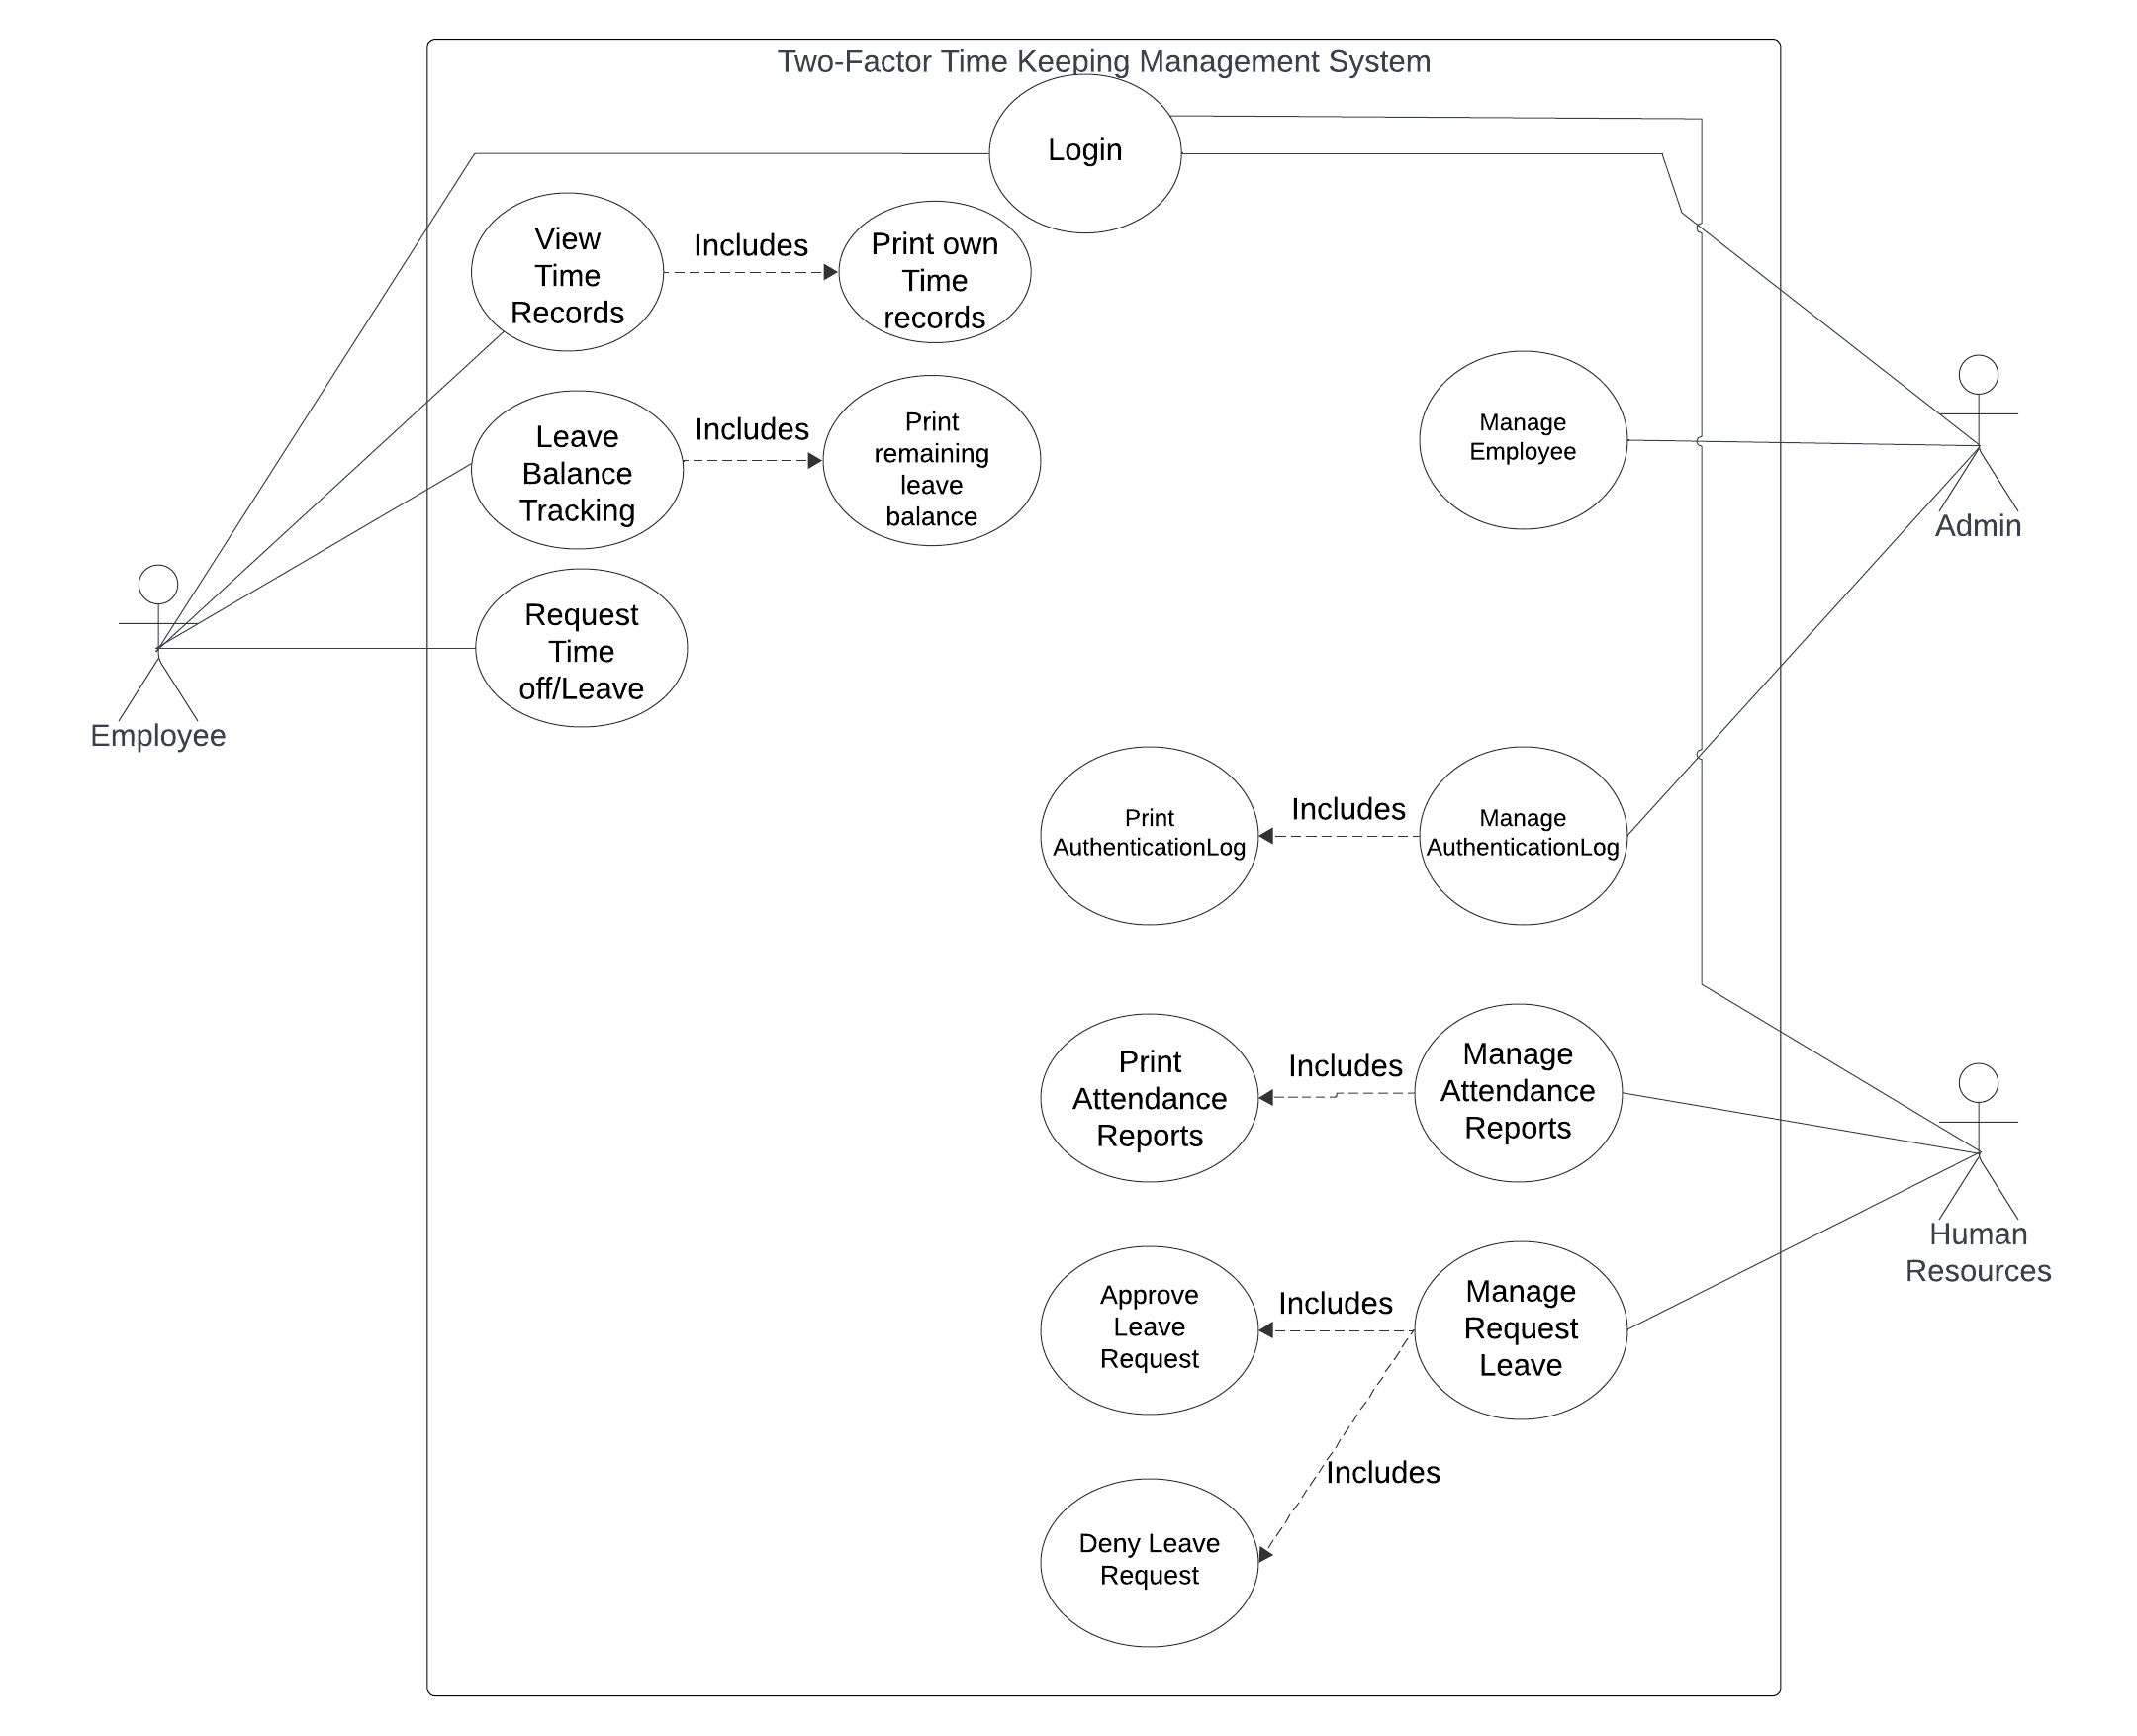 Two-Factor Time Keeping Management System
Login
View
Time
Records
Includes
Print own
Time
records
Leave
Balance
Tracking
Includes
Print
remaining
leave
balance
Manage
Employee
Admin
Request
Time
off/Leave
Employee
Print
AuthenticationLog
Includes
Manage
AuthenticationLog
Print
Attendance
Reports
Includes
Manage
Attendance
Reports
Human
Resources
Approve
Leave
Request
Includes
Manage
Request
Leave
Includes
Deny Leave
Request